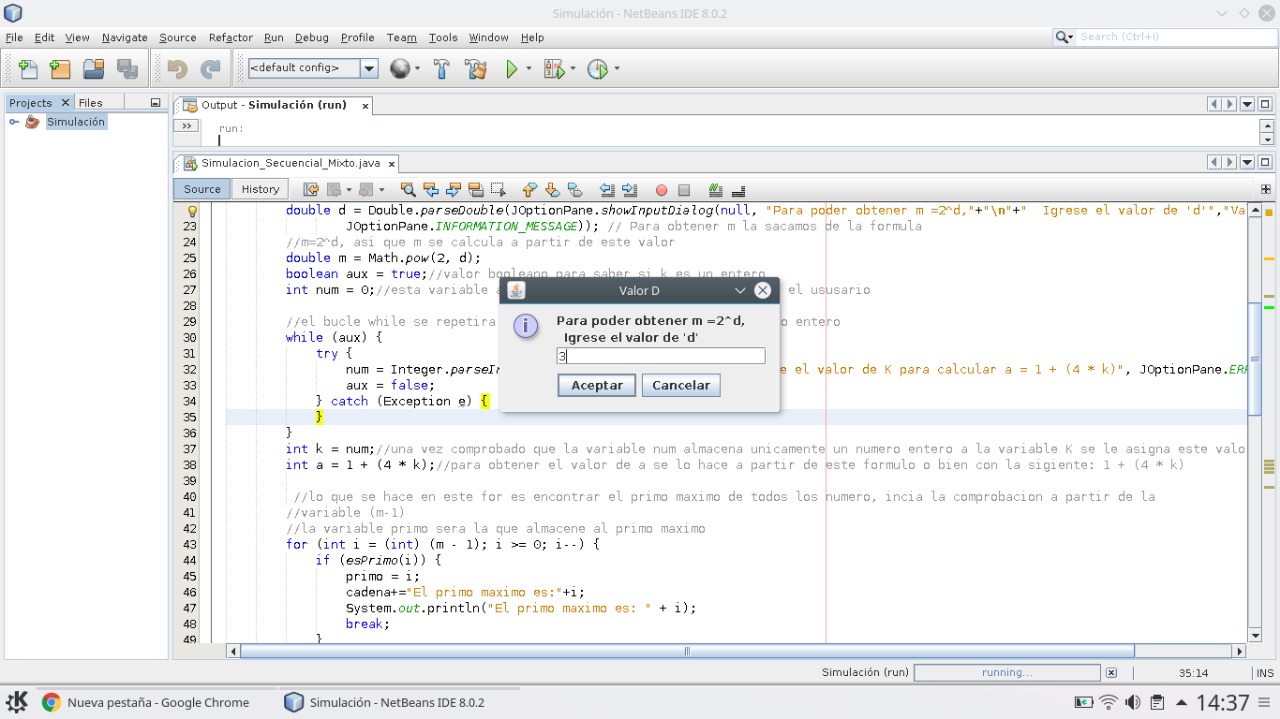 Simulación - NetBeans IDE 8.0.2
File Edit View Navigate Source Refactor Run Debug Profile Team Tools Window Help
Search (Ctrl+I)
<default config>
Projects Files
Simulación
Output - Simulación (run)
run:
Simulacion_Secuencial_Mixto.java
Source History
double d = Double.parseDouble(JOptionPane.showInputDialog(null, "Para poder obtener m =2^d,"+"\n"+"  Igrese el valor de 'd'","Va
23 JOptionPane.INFORMATION_MESSAGE)); // Para obtener m la sacamos de la formula
24 //m=2^d, asi que m se calcula a partir de este valor
25 double m = Math.pow(2, d);
26 boolean aux = true;//valor booleano para saber si k es un entero
27 int num = 0;//esta variable a el ususario
28
29 //el bucle while se repetira o entero
30 while (aux) {
31 try {
32 num = Integer.parseIn e el valor de K para calcular a = 1 + (4 * k)", JOptionPane.ERR
33 aux = false;
34 } catch (Exception e) {
35 }
36 }
37 int k = num;//una vez comprobado que la variable num almacena unicamente un numero entero a la variable K se le asigna este valo
38 int a = 1 + (4 * k);//para obtener el valor de a se lo hace a partir de este formulo o bien con la sigiente: 1 + (4 * k)
39
40 //lo que se hace en este for es encontrar el primo maximo de todos los numero, incia la comprobacion a partir de la
41 //variable (m-1)
42 //la variable primo sera la que almacene al primo maximo
43 for (int i = (int) (m - 1); i >= 0; i--) {
44 if (esPrimo(i)) {
45 primo = i;
46 cadena+="El primo maximo es:"+i;
47 System.out.println("El primo maximo es: " + i);
48 break;
49 }
Valor D
Para poder obtener m =2^d,
Igrese el valor de 'd'
3
Aceptar Cancelar
Simulación (run) running... 35:14 INS
Nueva pestaña - Google Chrome Simulación - NetBeans IDE 8.0.2 14:37